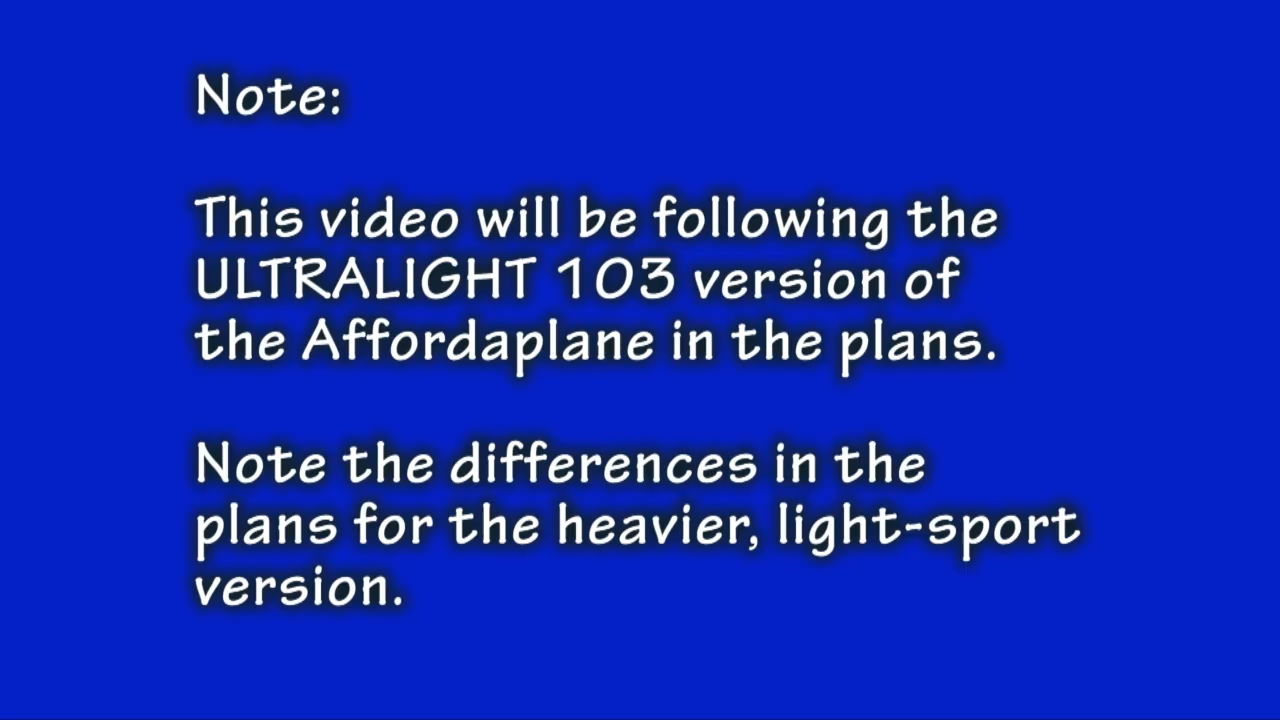 Note:
This video will be following the
ULTRALIGHT 103 version of
the Affordaplane in the plans.
Note the differences in the
plans for the heavier, light-sport
version.